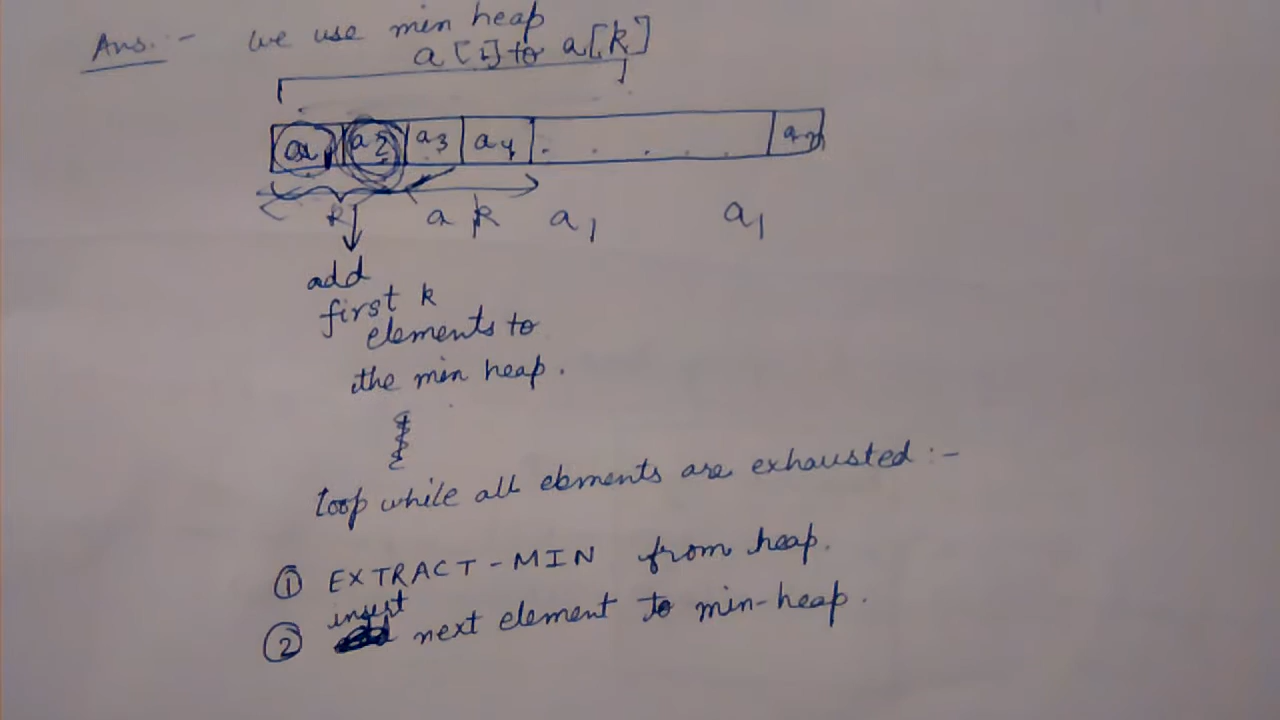 Ans. :- we use min heap
a[i] to a[k]
a1 a2 a3 a4 . . . . . an
k a k a1 a1
add
first k
elements to
the min heap.
loop while all elements are exhausted :-
① EXTRACT-MIN from heap.
insert
② next element to min-heap.